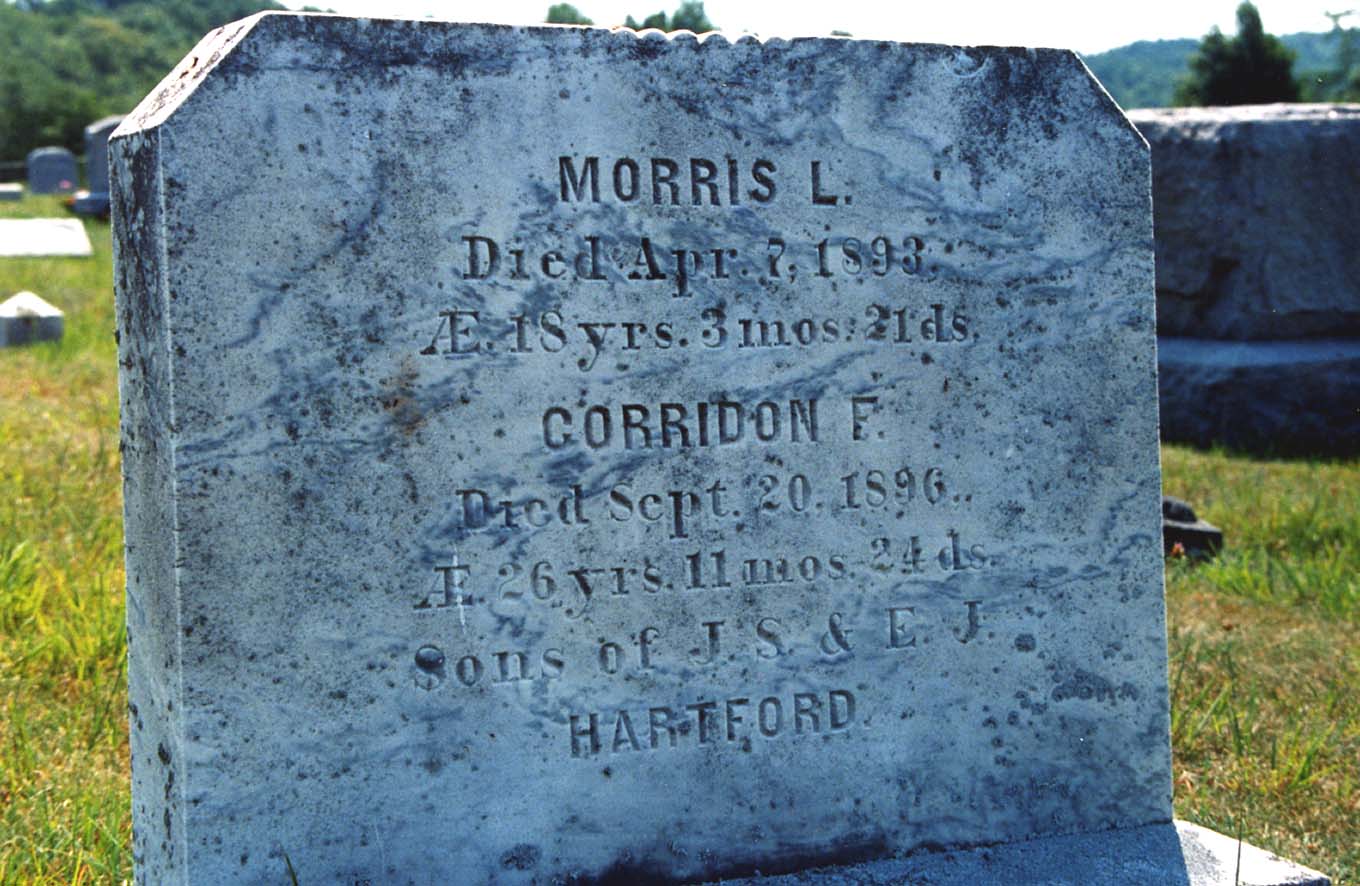 MORRIS L.
Died Apr. 7, 1893.
Æ. 18 yrs. 3 mos. 21 ds.
CORRIDON F.
Died Sept. 20. 1896.
Æ. 26 yrs. 11 mos. 24 ds.
Sons of J. S. & E. J.
HARTFORD.